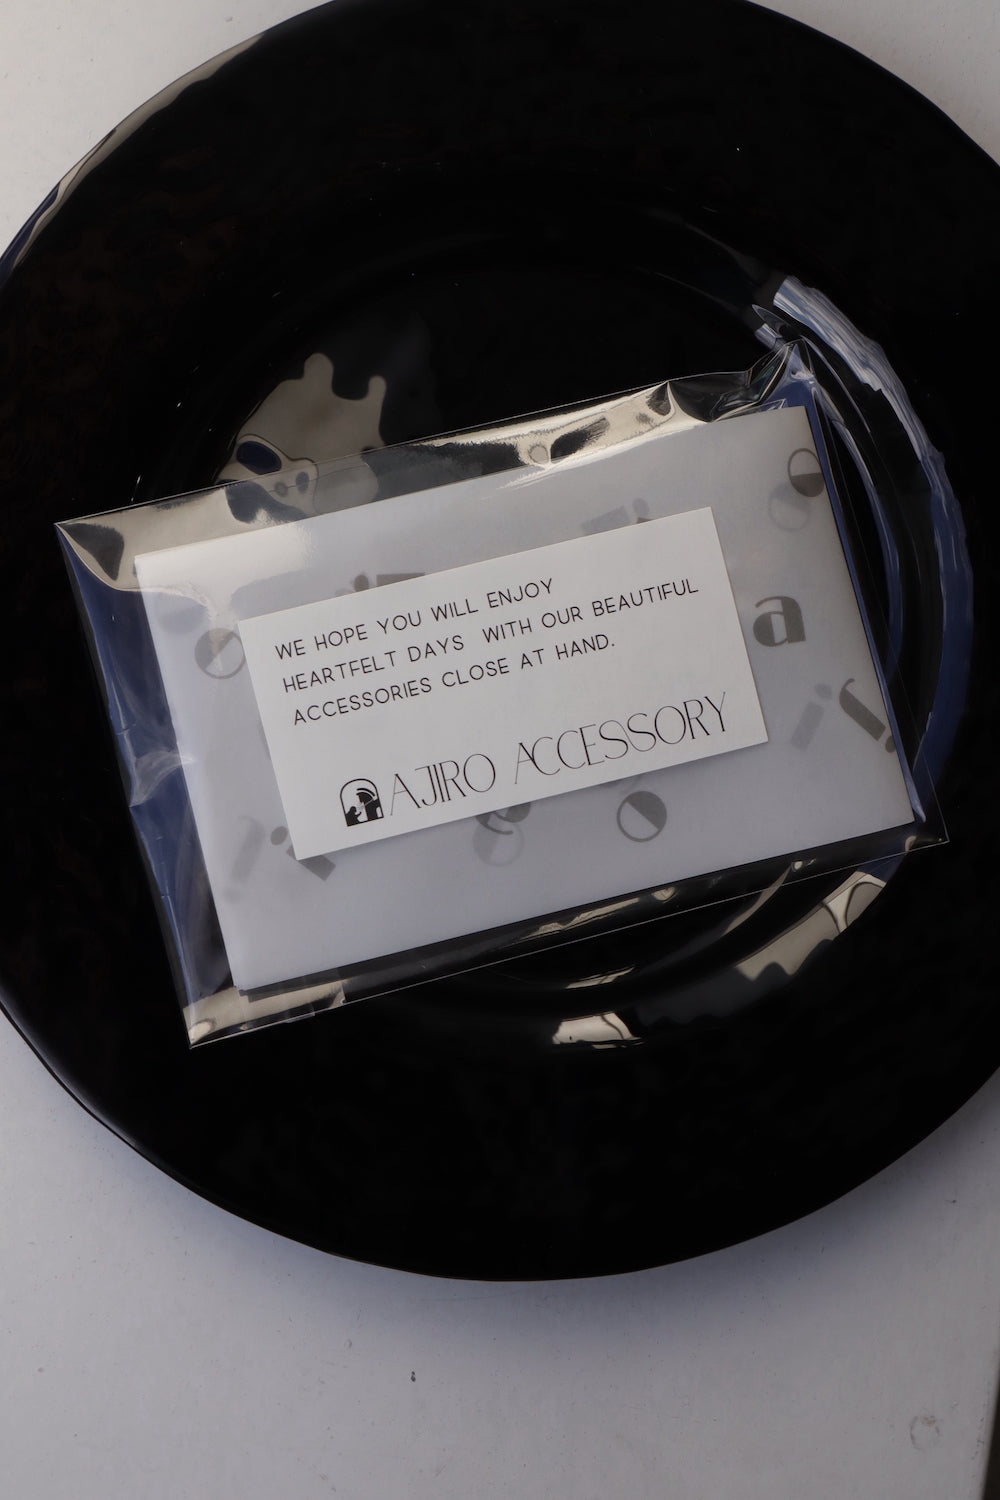 WE HOPE YOU WILL ENJOY
HEARTFELT DAYS WITH OUR BEAUTIFUL
ACCESSORIES CLOSE AT HAND.
AJIRO ACCESSORY
a